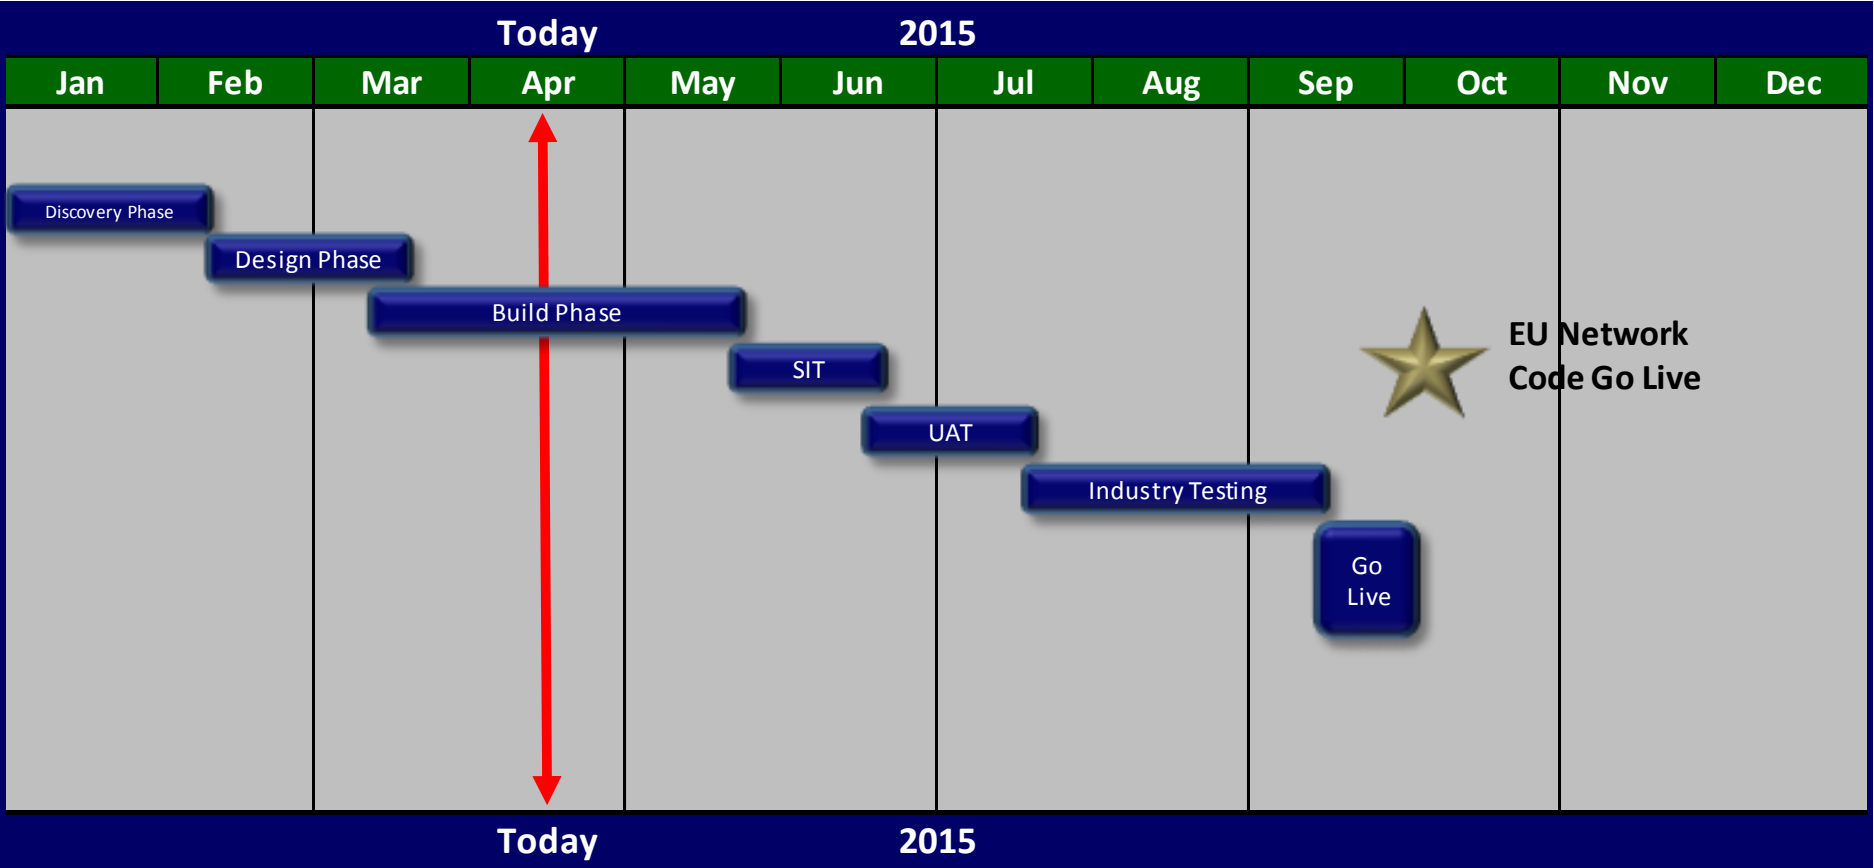 Today 2015
Jan Feb Mar Apr May Jun Jul Aug Sep Oct Nov Dec
Discovery Phase
Design Phase
Build Phase
EU Network
Code Go Live
SIT
UAT
Industry Testing
Go
Live
Today 2015